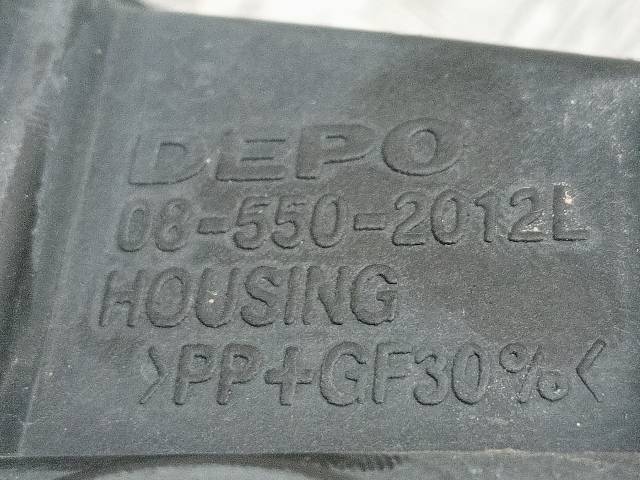 DEPO
08-550-2012L
HOUSING
>PP+GF30%<